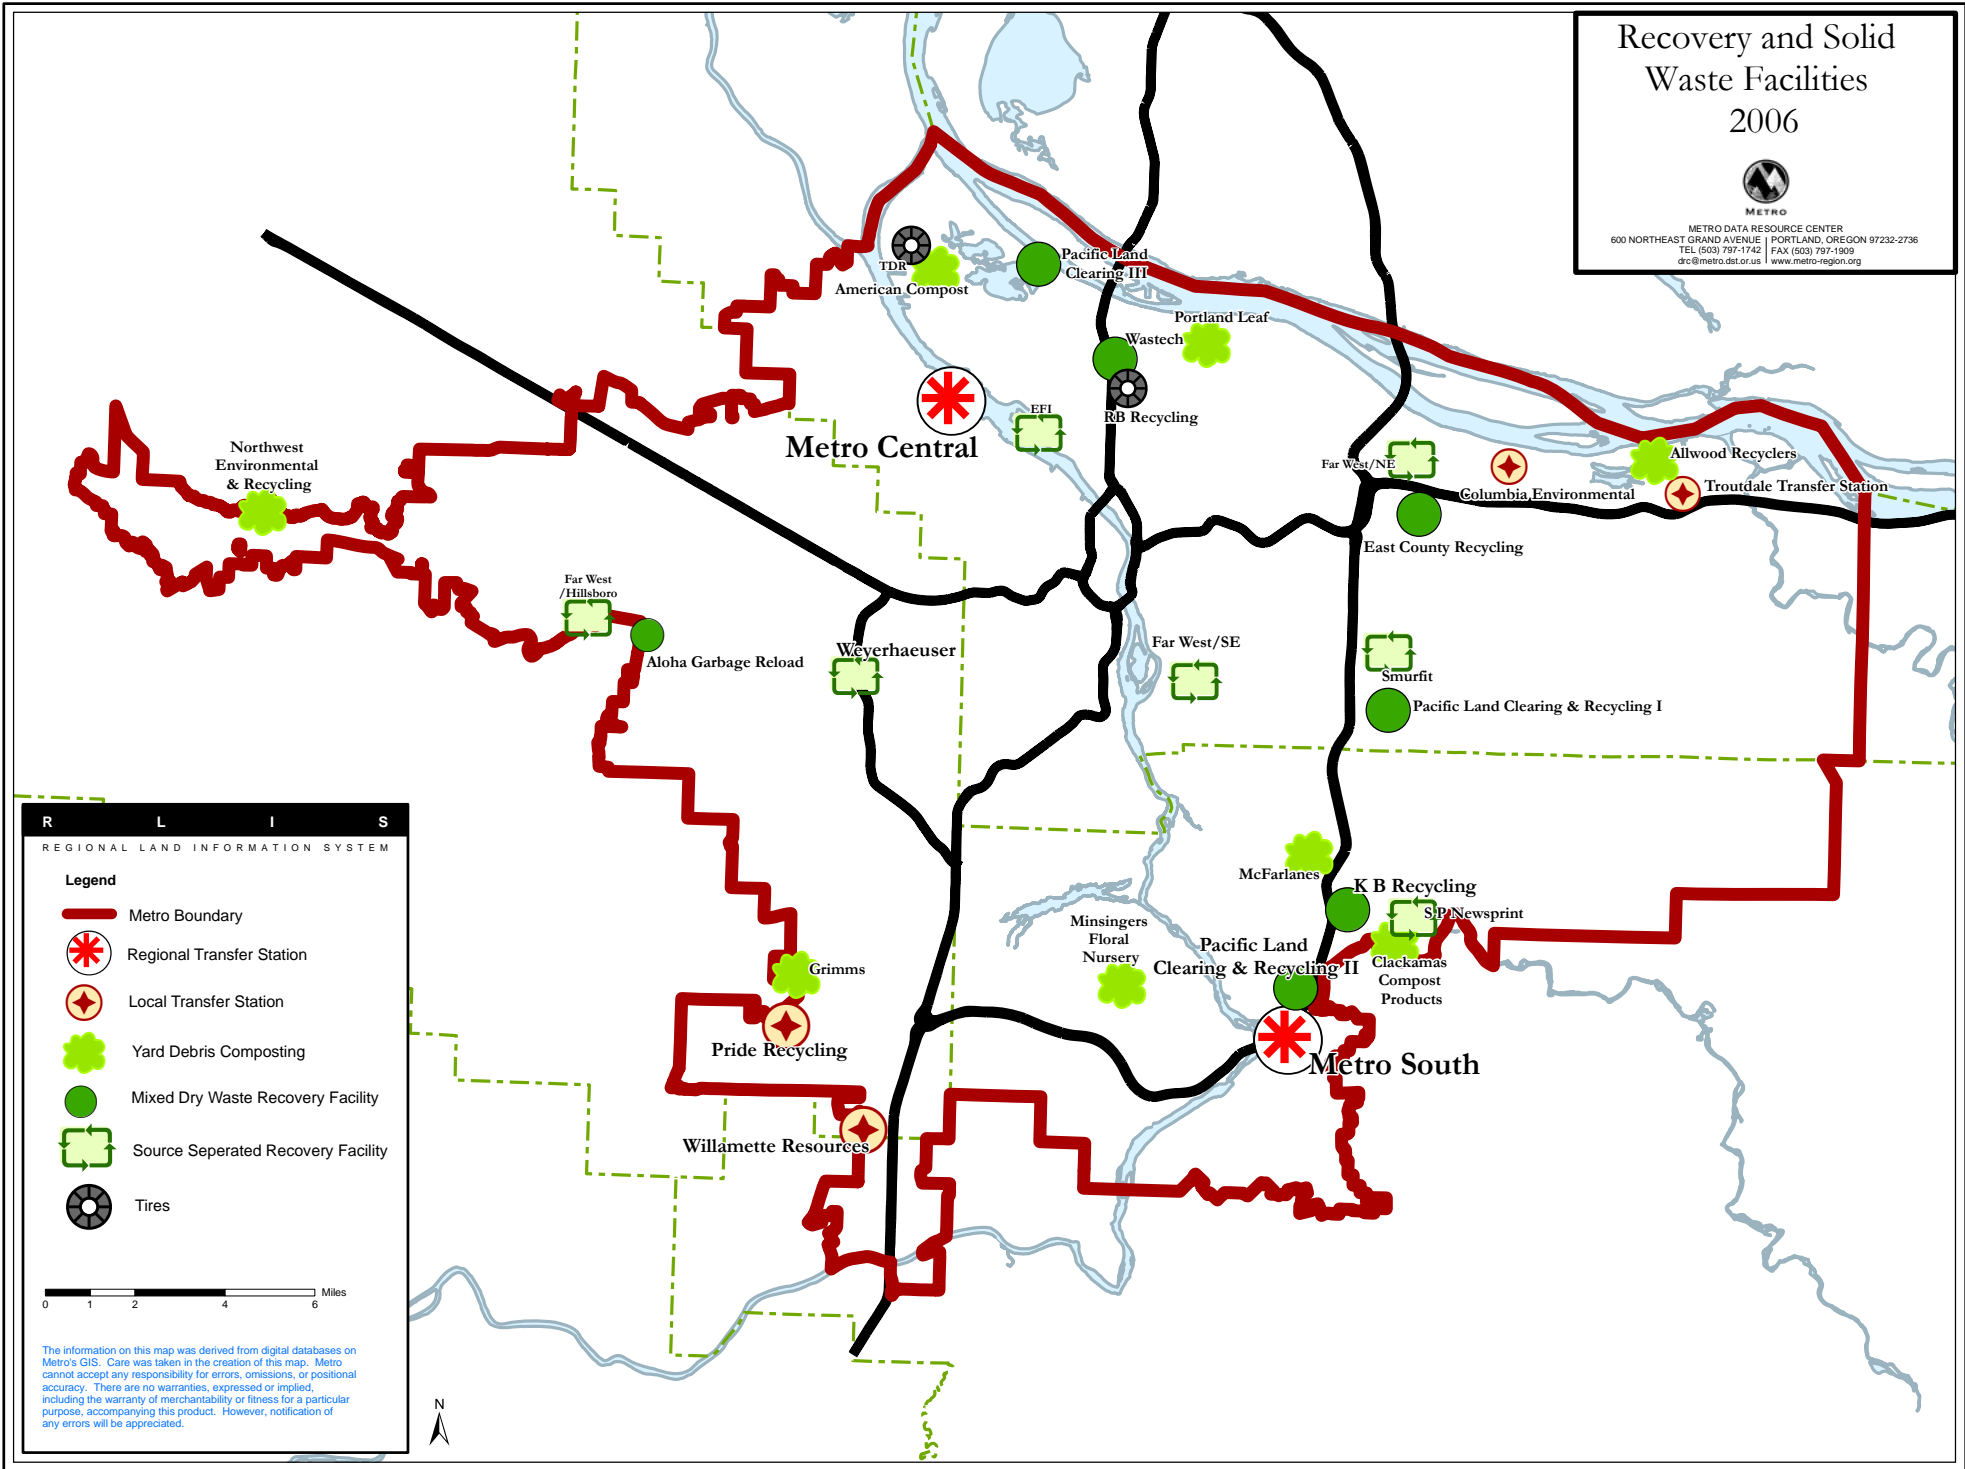 Recovery and Solid
Waste Facilities
2006
METRO
METRO DATA RESOURCE CENTER
600 NORTHEAST GRAND AVENUE | PORTLAND, OREGON 97232-2736
TEL (503) 797-1742 | FAX (503) 797-1909
drc@metro.dst.or.us | www.metro-region.org
TDR
American Compost
Pacific Land
Clearing III
Portland Leaf
Wastech
RB Recycling
EFI
Metro Central
Northwest
Environmental
& Recycling
Far West/NE
Columbia Environmental
Allwood Recyclers
Troutdale Transfer Station
East County Recycling
Far West
/Hillsboro
Aloha Garbage Reload
Weyerhaeuser
Far West/SE
Smurfit
Pacific Land Clearing & Recycling I
McFarlanes
K B Recycling
S P Newsprint
Minsingers
Floral
Nursery
Pacific Land
Clearing & Recycling II
Clackamas
Compost
Products
Grimms
Pride Recycling
Metro South
Willamette Resources
R L I S
REGIONAL LAND INFORMATION SYSTEM
Legend
Metro Boundary
Regional Transfer Station
Local Transfer Station
Yard Debris Composting
Mixed Dry Waste Recovery Facility
Source Seperated Recovery Facility
Tires
Miles
0 1 2 4 6
The information on this map was derived from digital databases on
Metro's GIS. Care was taken in the creation of this map. Metro
cannot accept any responsibility for errors, omissions, or positional
accuracy. There are no warranties, expressed or implied,
including the warranty of merchantability or fitness for a particular
purpose, accompanying this product. However, notification of
any errors will be appreciated.
N